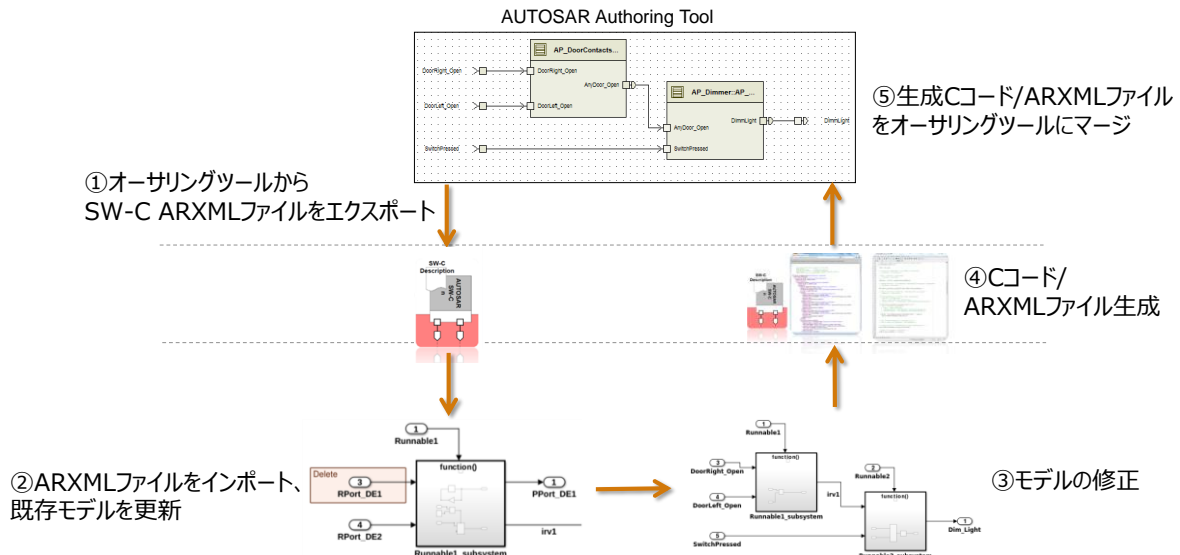 AUTOSAR Authoring Tool
AP_DoorContacts...
DoorRight_Open
DoorRight_Open
AnyDoor_Open
DoorLeft_Open
DoorLeft_Open
AP_Dimmer::AP_...
AnyDoor_Open
DimmLight
DimmLight
SwitchPressed
SwitchPressed
⑤生成Cコード/ARXMLファイル
をオーサリングツールにマージ
①オーサリングツールから
SW-C ARXMLファイルをエクスポート
SW-C
Description
AUTOSAR
SW-C
n
SW-C
Description
AUTOSAR
SW-C
④Cコード/
ARXMLファイル生成
②ARXMLファイルをインポート、
既存モデルを更新
1
Runnable1
Delete
3
RPort_DE1
4
RPort_DE2
function()
Runnable1_subsystem
1
PPort_DE1
irv1
1
Runnable1
3
DoorRight_Open
4
DoorLeft_Open
function()
Runnable1_subsystem
irv1
5
SwitchPressed
2
Runnable2
function()
1
Dim_Light
③モデルの修正